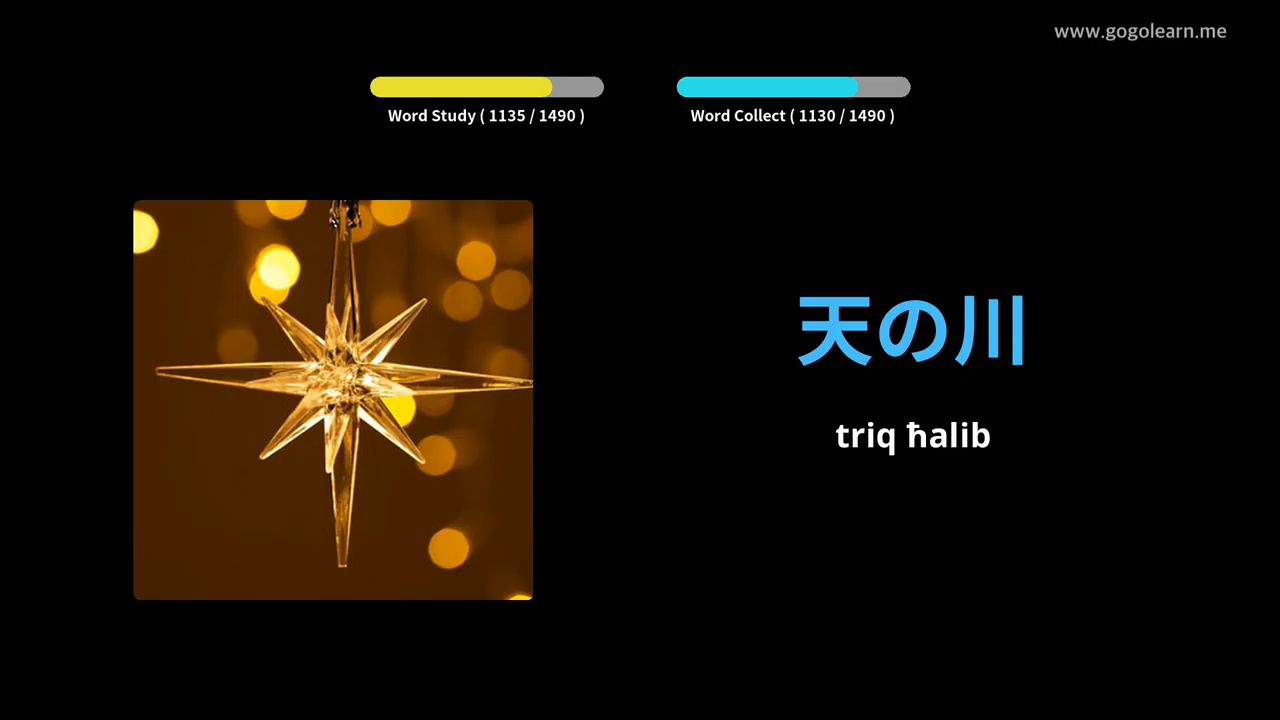 www.gogolearn.me
Word Study ( 1135 / 1490 )
Word Collect ( 1130 / 1490 )
天の川
triq ħalib